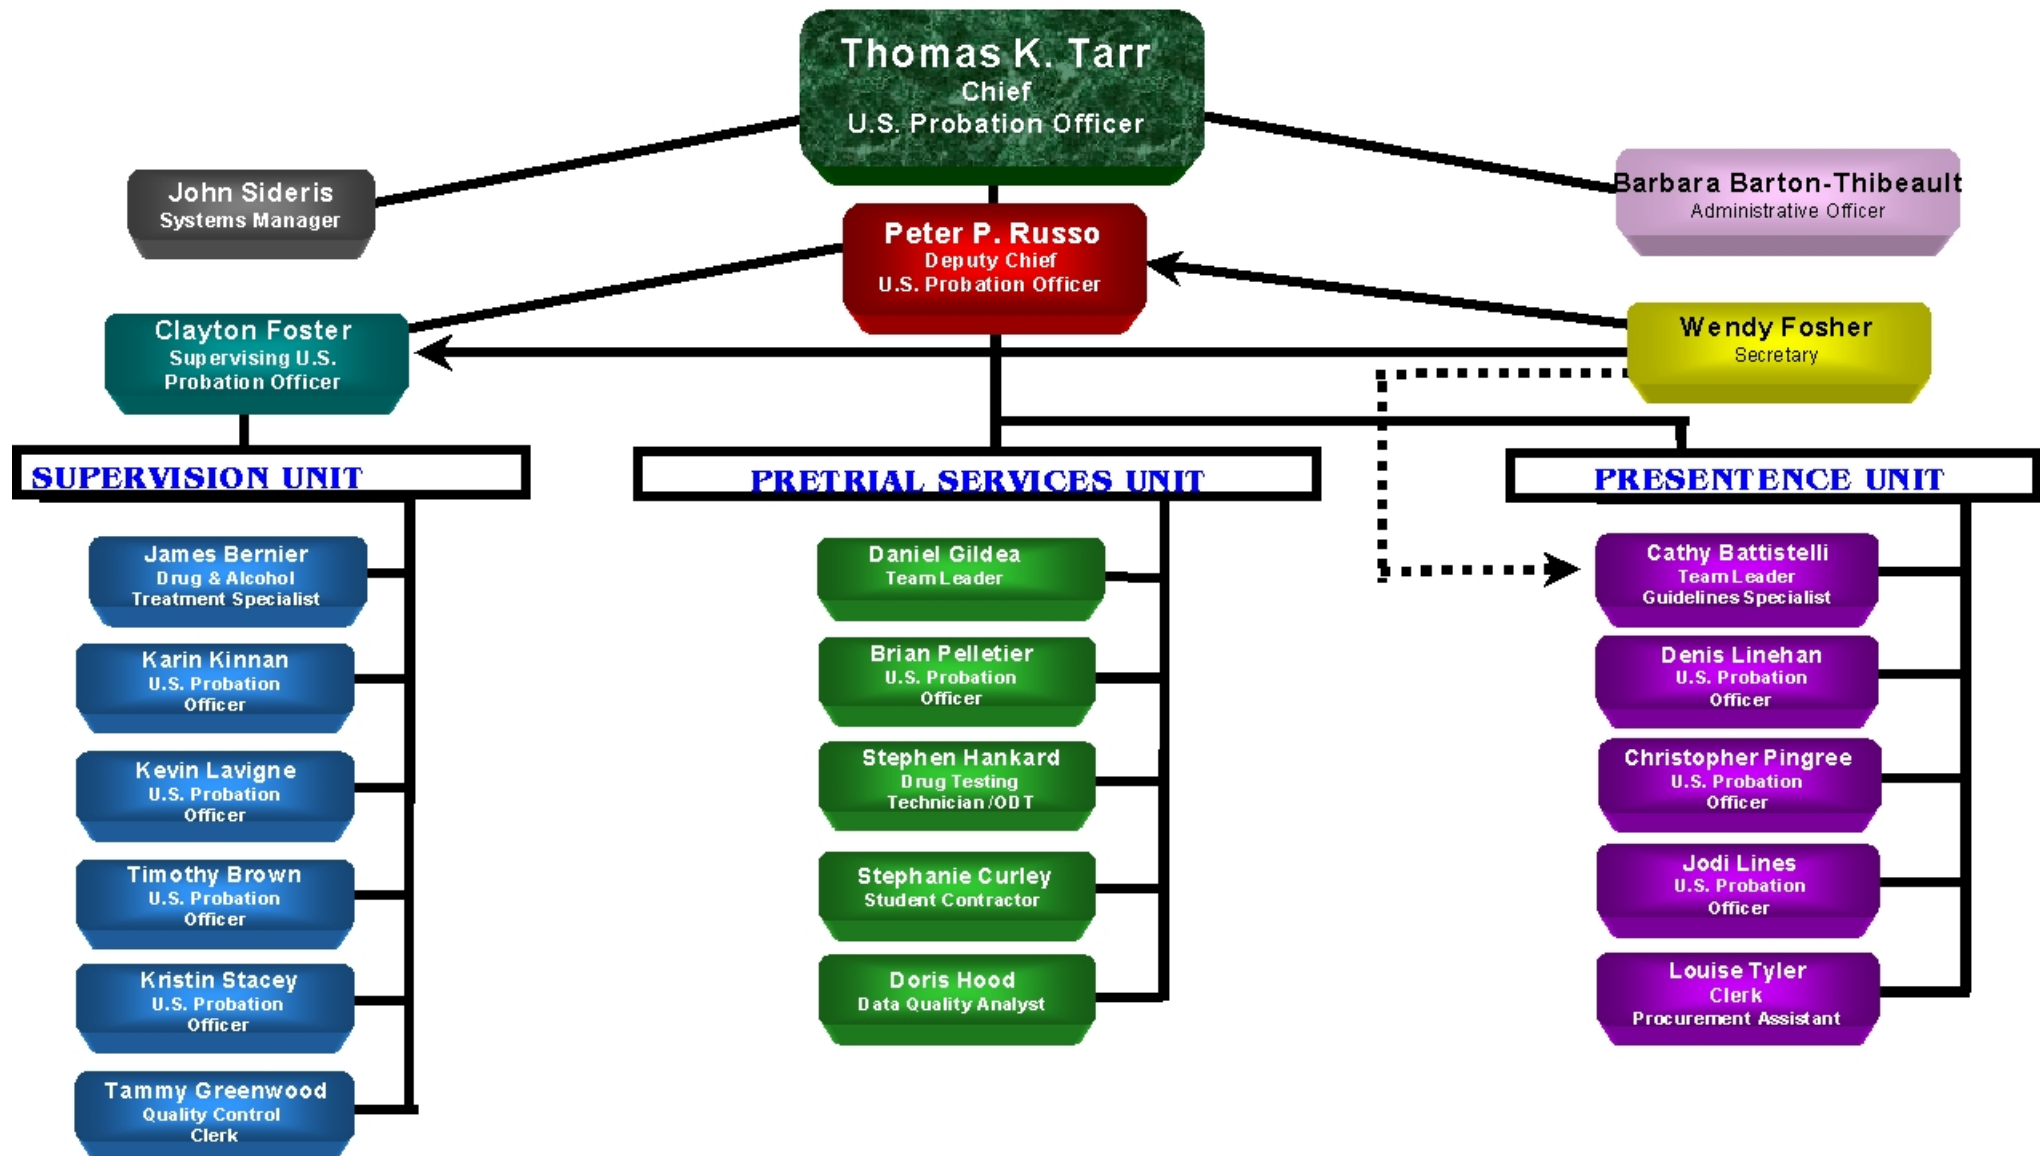 Thomas K. Tarr
Chief
U.S. Probation Officer
John Sideris
Systems Manager
Barbara Barton-Thibeault
Administrative Officer
Peter P. Russo
Deputy Chief
U.S. Probation Officer
Clayton Foster
Supervising U.S.
Probation Officer
Wendy Fosher
Secretary
SUPERVISION UNIT
James Bernier
Drug & Alcohol
Treatment Specialist
Karin Kinnan
U.S. Probation
Officer
Kevin Lavigne
U.S. Probation
Officer
Timothy Brown
U.S. Probation
Officer
Kristin Stacey
U.S. Probation
Officer
Tammy Greenwood
Quality Control
Clerk
PRETRIAL SERVICES UNIT
Daniel Gildea
Team Leader
Brian Pelletier
U.S. Probation
Officer
Stephen Hankard
Drug Testing
Technician/ODT
Stephanie Curley
Student Contractor
Doris Hood
Data Quality Analyst
PRESENTENCE UNIT
Cathy Battistelli
Team Leader
Guidelines Specialist
Denis Linehan
U.S. Probation
Officer
Christopher Pingree
U.S. Probation
Officer
Jodi Lines
U.S. Probation
Officer
Louise Tyler
Clerk
Procurement Assistant